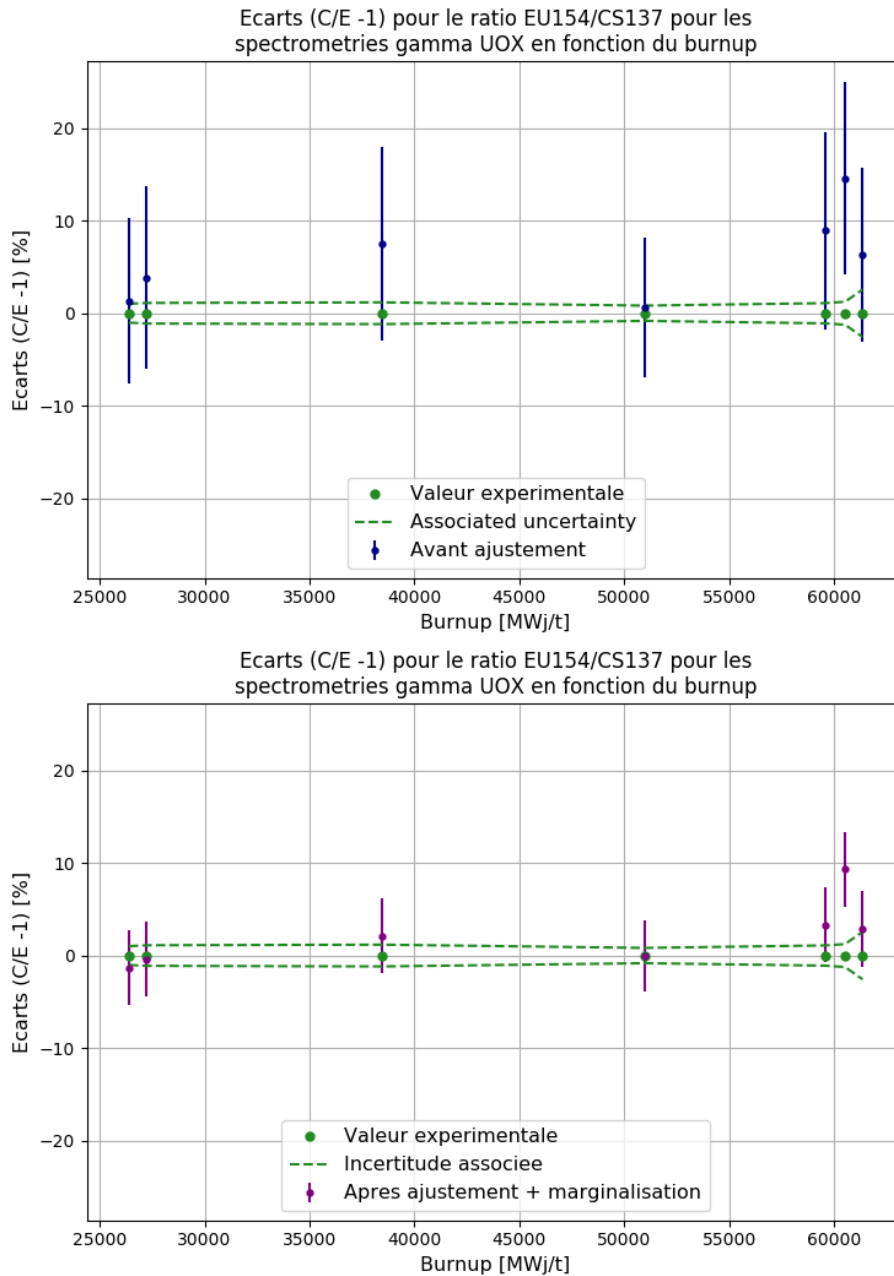 Ecarts (C/E -1) pour le ratio EU154/CS137 pour les
spectrometries gamma UOX en fonction du burnup
Ecarts (C/E -1) [%]
20
10
0
−10
−20
Valeur experimentale
Associated uncertainty
Avant ajustement
25000 30000 35000 40000 45000 50000 55000 60000
Burnup [MWj/t]
Ecarts (C/E -1) pour le ratio EU154/CS137 pour les
spectrometries gamma UOX en fonction du burnup
Ecarts (C/E -1) [%]
20
10
0
−10
−20
Valeur experimentale
Incertitude associee
Apres ajustement + marginalisation
25000 30000 35000 40000 45000 50000 55000 60000
Burnup [MWj/t]